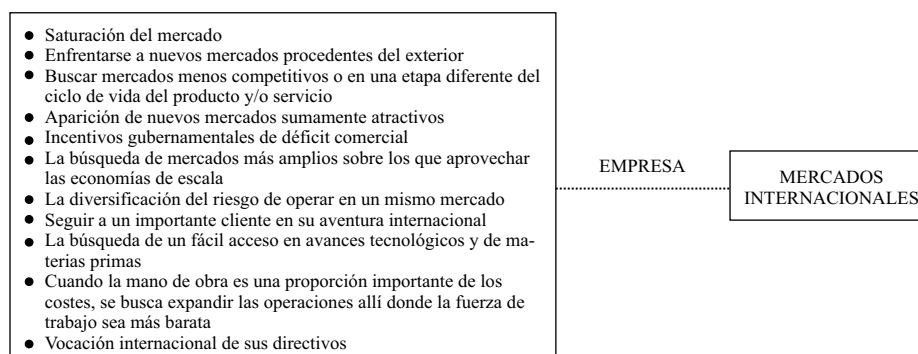 ● Saturación del mercado
● Enfrentarse a nuevos mercados procedentes del exterior
● Buscar mercados menos competitivos o en una etapa diferente del
ciclo de vida del producto y/o servicio
● Aparición de nuevos mercados sumamente atractivos
● Incentivos gubernamentales de déficit comercial
● La búsqueda de mercados más amplios sobre los que aprovechar
las economías de escala
● La diversificación del riesgo de operar en un mismo mercado
● Seguir a un importante cliente en su aventura internacional
● La búsqueda de un fácil acceso en avances tecnológicos y de ma-
terias primas
● Cuando la mano de obra es una proporción importante de los
costes, se busca expandir las operaciones allí donde la fuerza de
trabajo sea más barata
● Vocación internacional de sus directivos
EMPRESA
MERCADOS
INTERNACIONALES